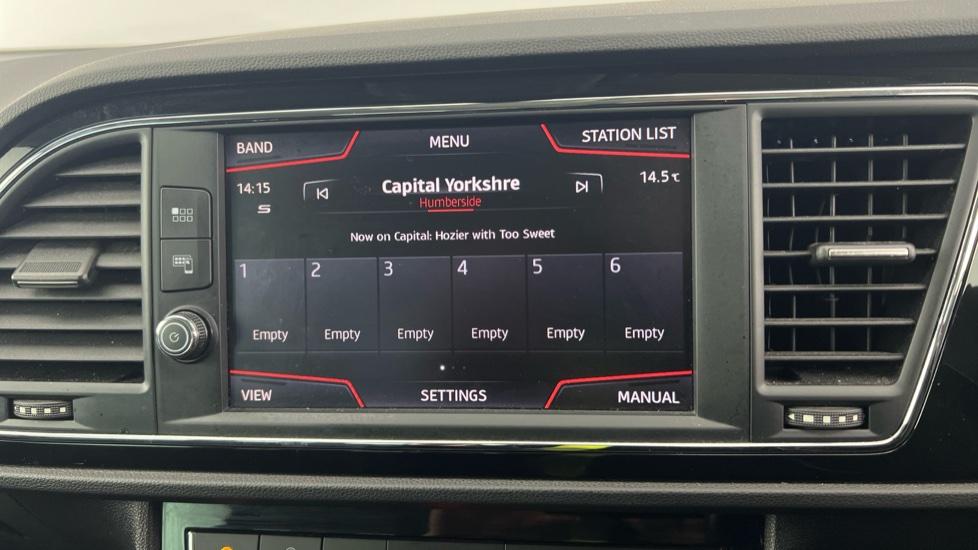 BAND
MENU
STATION LIST
14:15
Capital Yorkshre
14.5℃
Humberside
Now on Capital: Hozier with Too Sweet
1 2 3 4 5 6
Empty Empty Empty Empty Empty Empty
VIEW
SETTINGS
MANUAL